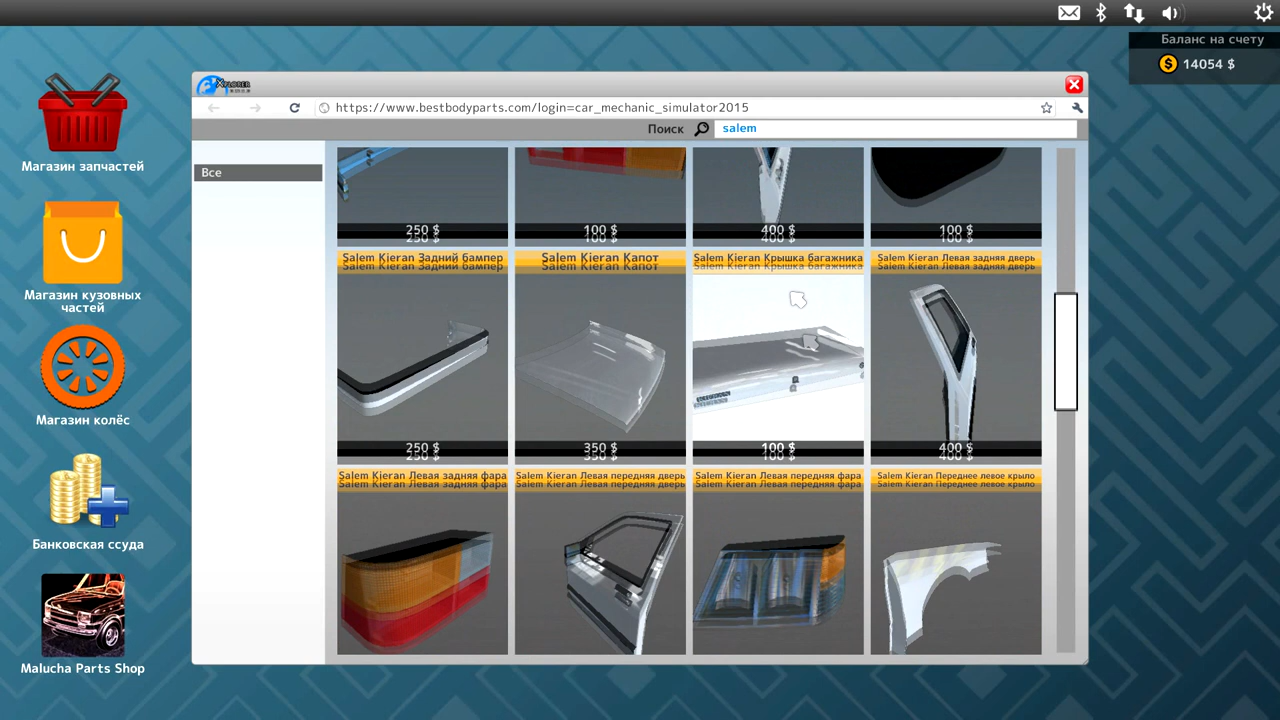 Баланс на счету
14054 $
XPLORER
https://www.bestbodyparts.com/login=car_mechanic_simulator2015
Поиск
salem
Все
Магазин запчастей
Магазин кузовных
частей
Магазин колёс
Банковская ссуда
Malucha Parts Shop
250 $
100 $
400 $
100 $
Salem Kieran Задний бампер
Salem Kieran Капот
Salem Kieran Крышка багажника
Salem Kieran Левая задняя дверь
250 $
350 $
100 $
400 $
Salem Kieran Левая задняя фара
Salem Kieran Левая передняя дверь
Salem Kieran Левая передняя фара
Salem Kieran Переднее левое крыло